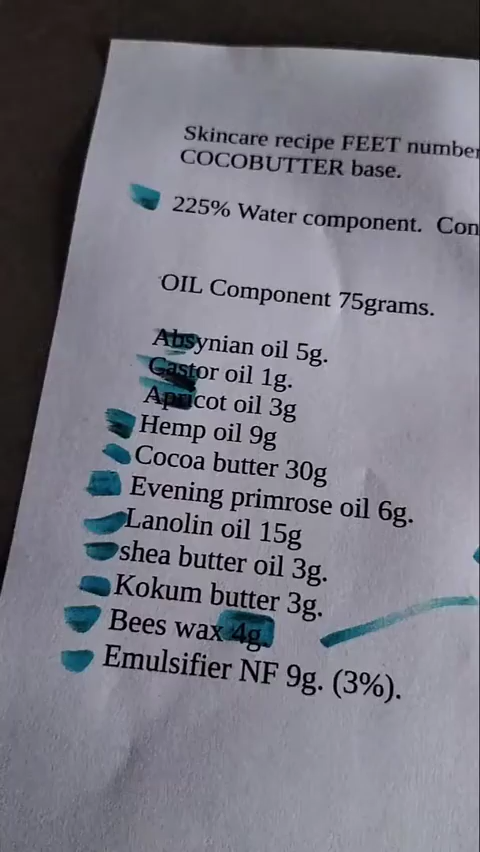 Skincare recipe FEET number
COCOBUTTER base.
225% Water component. Con
OIL Component 75grams.
Absynian oil 5g.
Castor oil 1g.
Apricot oil 3g
Hemp oil 9g
Cocoa butter 30g
Evening primrose oil 6g.
Lanolin oil 15g
shea butter oil 3g.
Kokum butter 3g.
Bees wax 4g.
Emulsifier NF 9g. (3%).